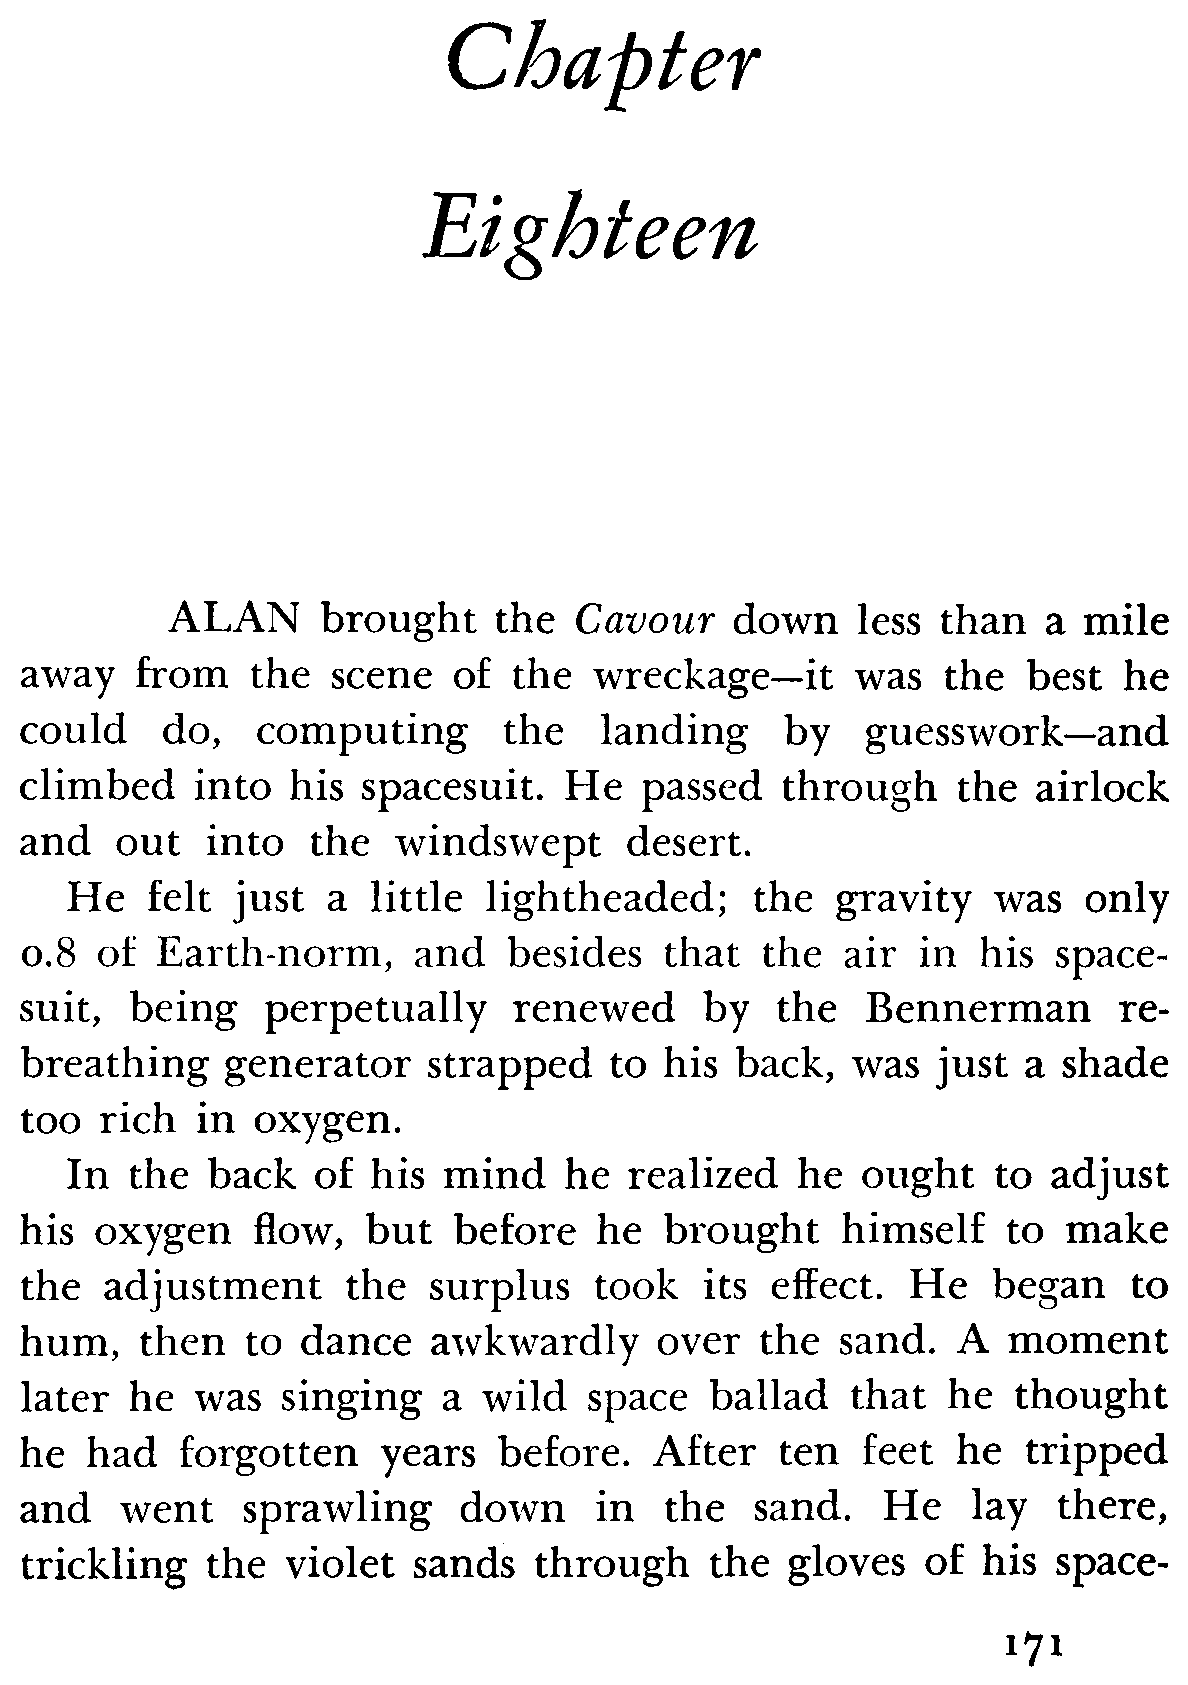 Chapter
Eighteen
ALAN brought the Cavour down less than a mile
away from the scene of the wreckage—it was the best he
could do, computing the landing by guesswork—and
climbed into his spacesuit. He passed through the airlock
and out into the windswept desert.
He felt just a little lightheaded; the gravity was only
0.8 of Earth-norm, and besides that the air in his space-
suit, being perpetually renewed by the Bennerman re-
breathing generator strapped to his back, was just a shade
too rich in oxygen.
In the back of his mind he realized he ought to adjust
his oxygen flow, but before he brought himself to make
the adjustment the surplus took its effect. He began to
hum, then to dance awkwardly over the sand. A moment
later he was singing a wild space ballad that he thought
he had forgotten years before. After ten feet he tripped
and went sprawling down in the sand. He lay there,
trickling the violet sands through the gloves of his space-
171